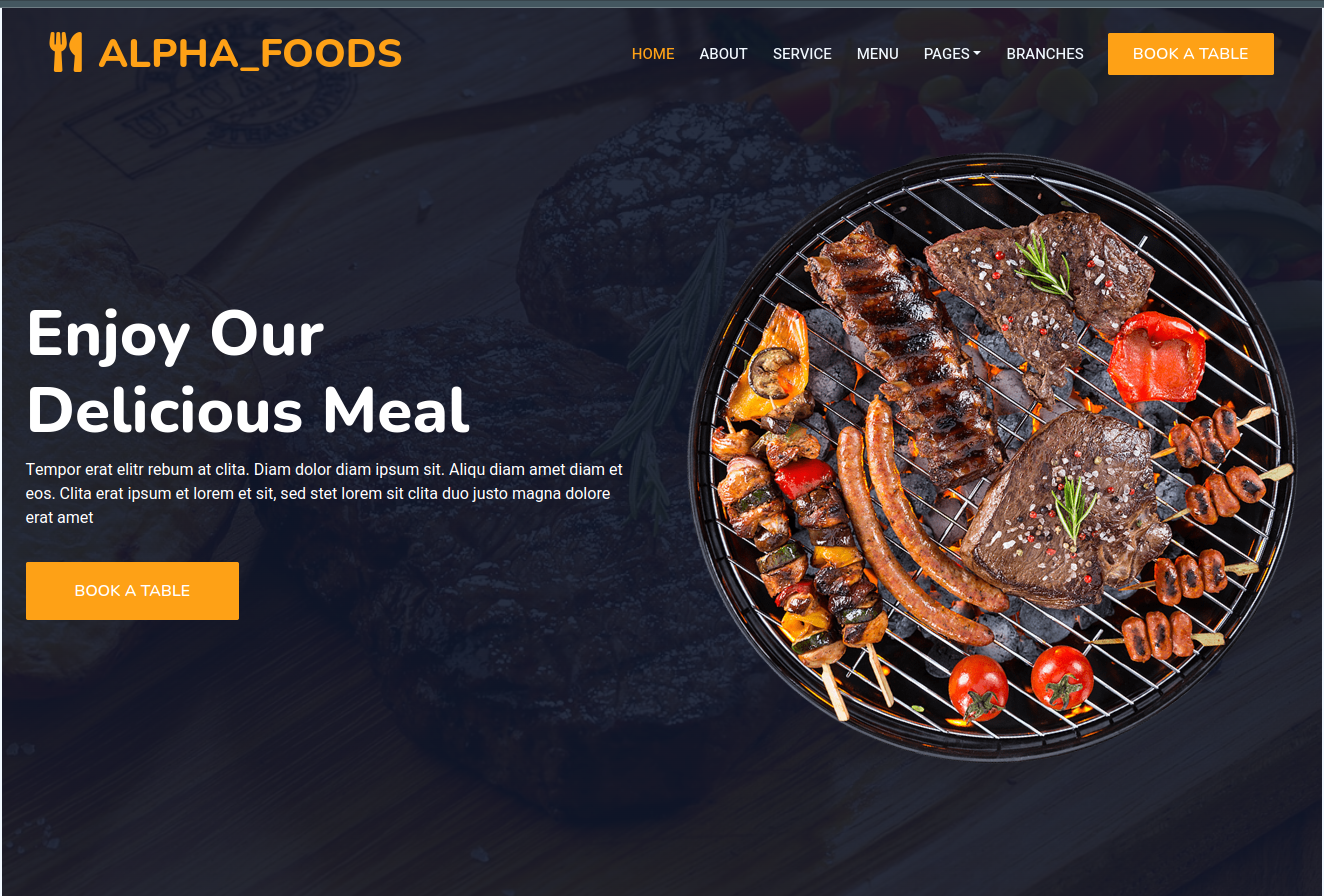 ALPHA_FOODS
HOME ABOUT SERVICE MENU PAGES BRANCHES BOOK A TABLE
Enjoy Our
Delicious Meal
Tempor erat elitr rebum at clita. Diam dolor diam ipsum sit. Aliqu diam amet diam et
eos. Clita erat ipsum et lorem et sit, sed stet lorem sit clita duo justo magna dolore
erat amet
BOOK A TABLE